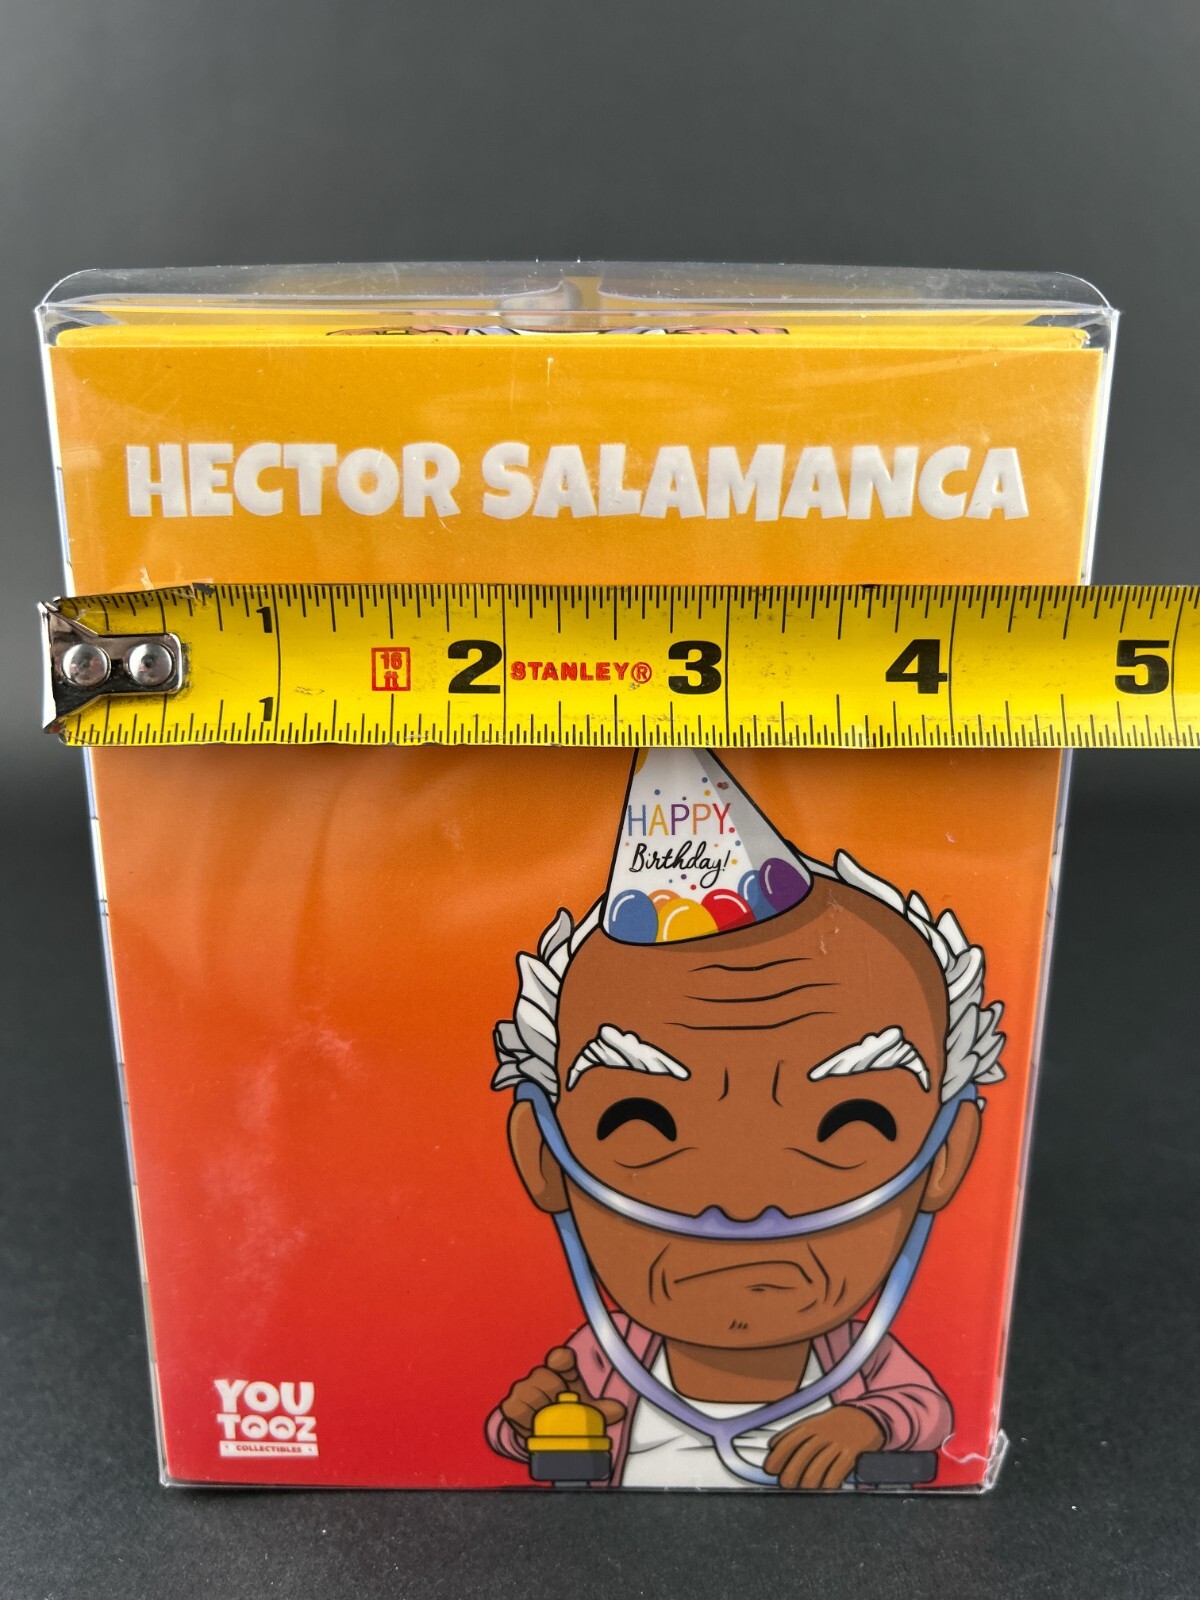 HECTOR SALAMANCA
1 16 ft 2 STANLEY® 3 4 5
1
HAPPY
Birthday!
YOU
TOOZ
COLLECTIBLES